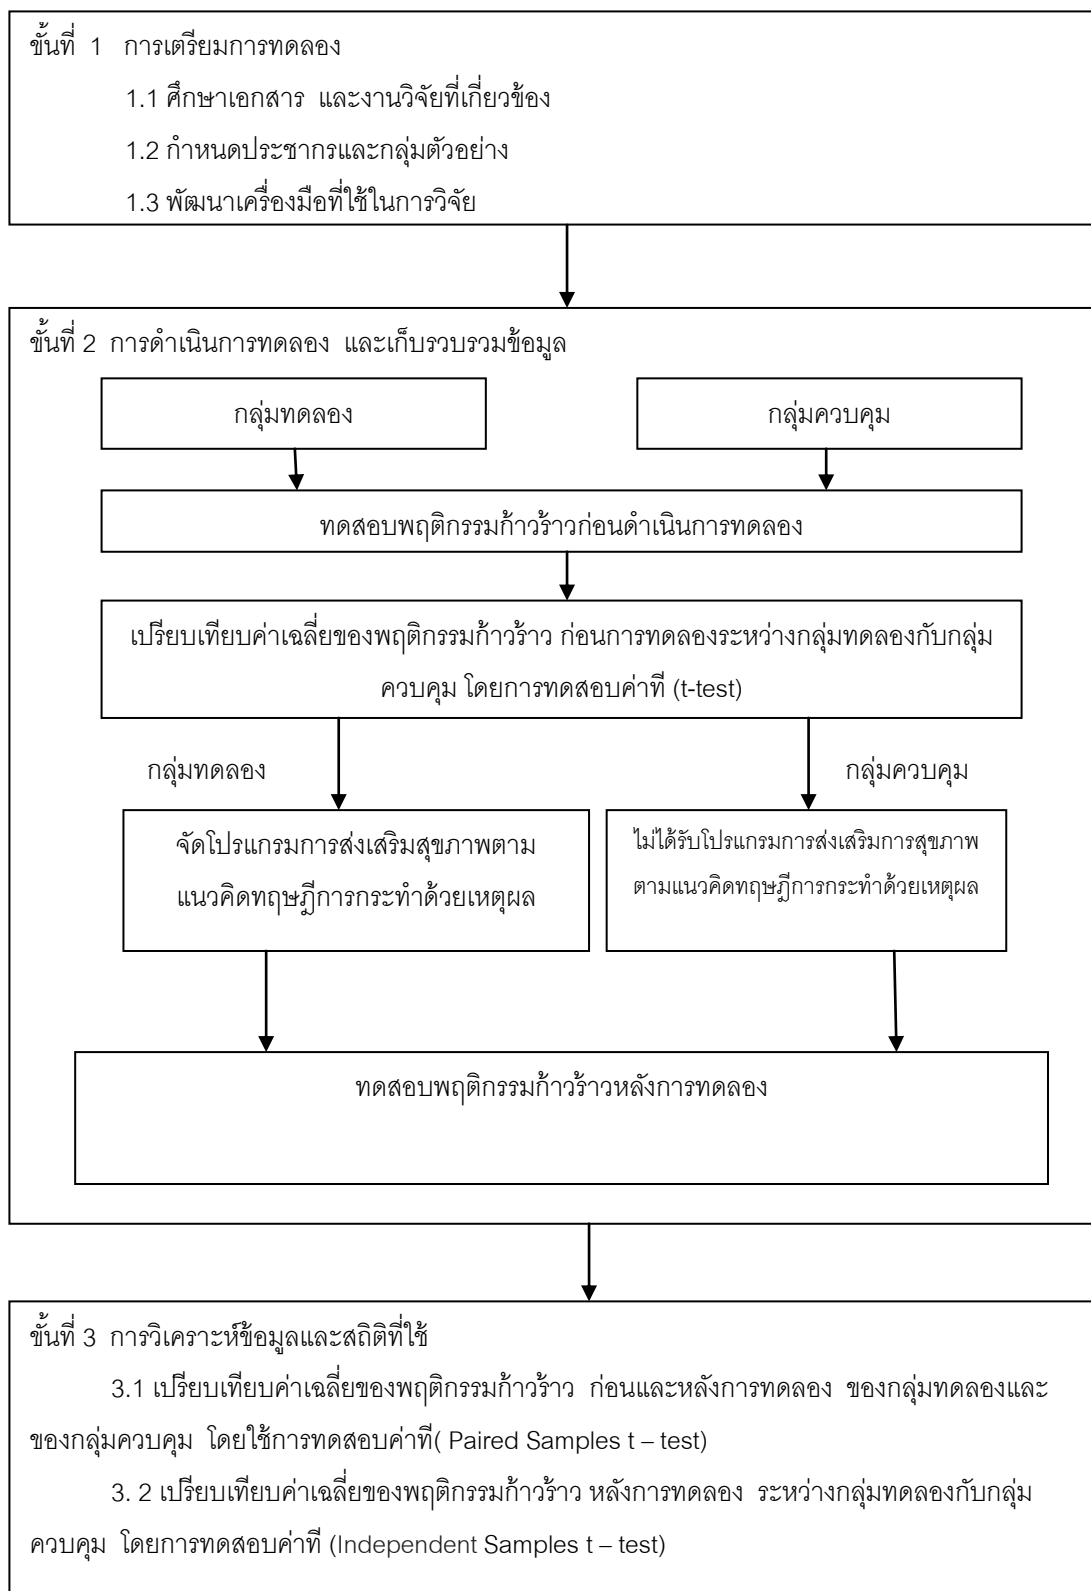 ขั้นที่ 1 การเตรียมการทดลอง
1.1 ศึกษาเอกสาร และงานวิจัยที่เกี่ยวข้อง
1.2 กำหนดประชากรและกลุ่มตัวอย่าง
1.3 พัฒนาเครื่องมือที่ใช้ในการวิจัย
ขั้นที่ 2 การดำเนินการทดลอง และเก็บรวบรวมข้อมูล
กลุ่มทดลอง
กลุ่มควบคุม
ทดสอบพฤติกรรมก้าวร้าวก่อนดำเนินการทดลอง
เปรียบเทียบค่าเฉลี่ยของพฤติกรรมก้าวร้าว ก่อนการทดลองระหว่างกลุ่มทดลองกับกลุ่ม
ควบคุม โดยการทดสอบค่าที (t-test)
กลุ่มทดลอง
กลุ่มควบคุม
จัดโปรแกรมการส่งเสริมสุขภาพตาม
แนวคิดทฤษฎีการกระทำด้วยเหตุผล
ไม่ได้รับโปรแกรมการส่งเสริมการสุขภาพ
ตามแนวคิดทฤษฎีการกระทำด้วยเหตุผล
ทดสอบพฤติกรรมก้าวร้าวหลังการทดลอง
ขั้นที่ 3 การวิเคราะห์ข้อมูลและสถิติที่ใช้
3.1 เปรียบเทียบค่าเฉลี่ยของพฤติกรรมก้าวร้าว ก่อนและหลังการทดลอง ของกลุ่มทดลองและ
ของกลุ่มควบคุม โดยใช้การทดสอบค่าที( Paired Samples t – test)
3. 2 เปรียบเทียบค่าเฉลี่ยของพฤติกรรมก้าวร้าว หลังการทดลอง ระหว่างกลุ่มทดลองกับกลุ่ม
ควบคุม โดยการทดสอบค่าที (Independent Samples t – test)